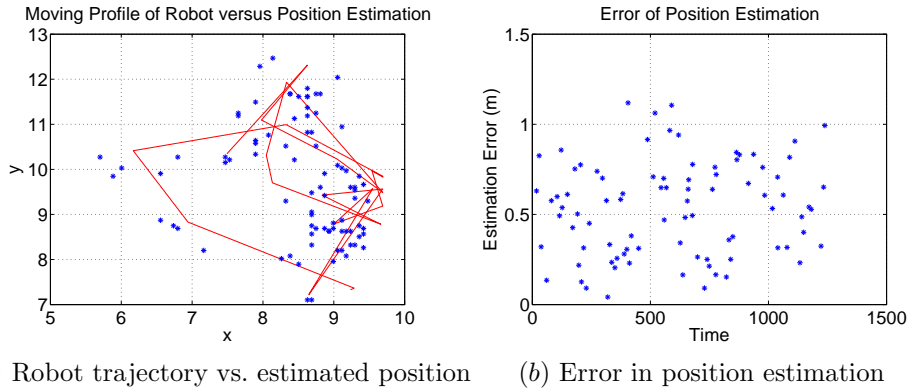 Moving Profile of Robot versus Position Estimation
13
12
11
10
9
8
7
y
5
6
7
8
9
10
x
Robot trajectory vs. estimated position
Error of Position Estimation
1.5
1
0.5
0
Estimation Error (m)
0
500
1000
1500
Time
(b) Error in position estimation